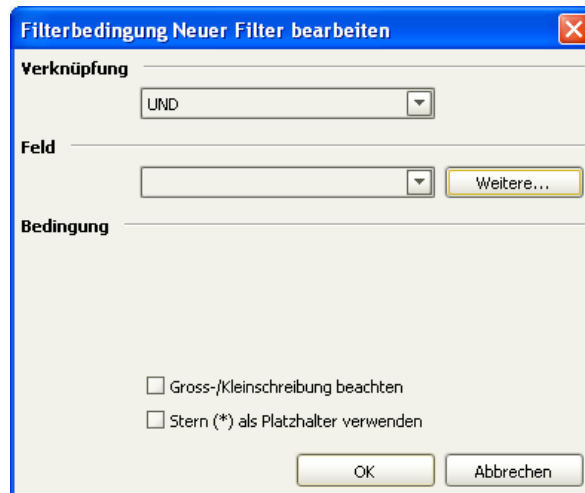 Filterbedingung Neuer Filter bearbeiten
Verknüpfung
UND
Feld
Weitere...
Bedingung
Gross-/Kleinschreibung beachten
Stern (*) als Platzhalter verwenden
OK Abbrechen